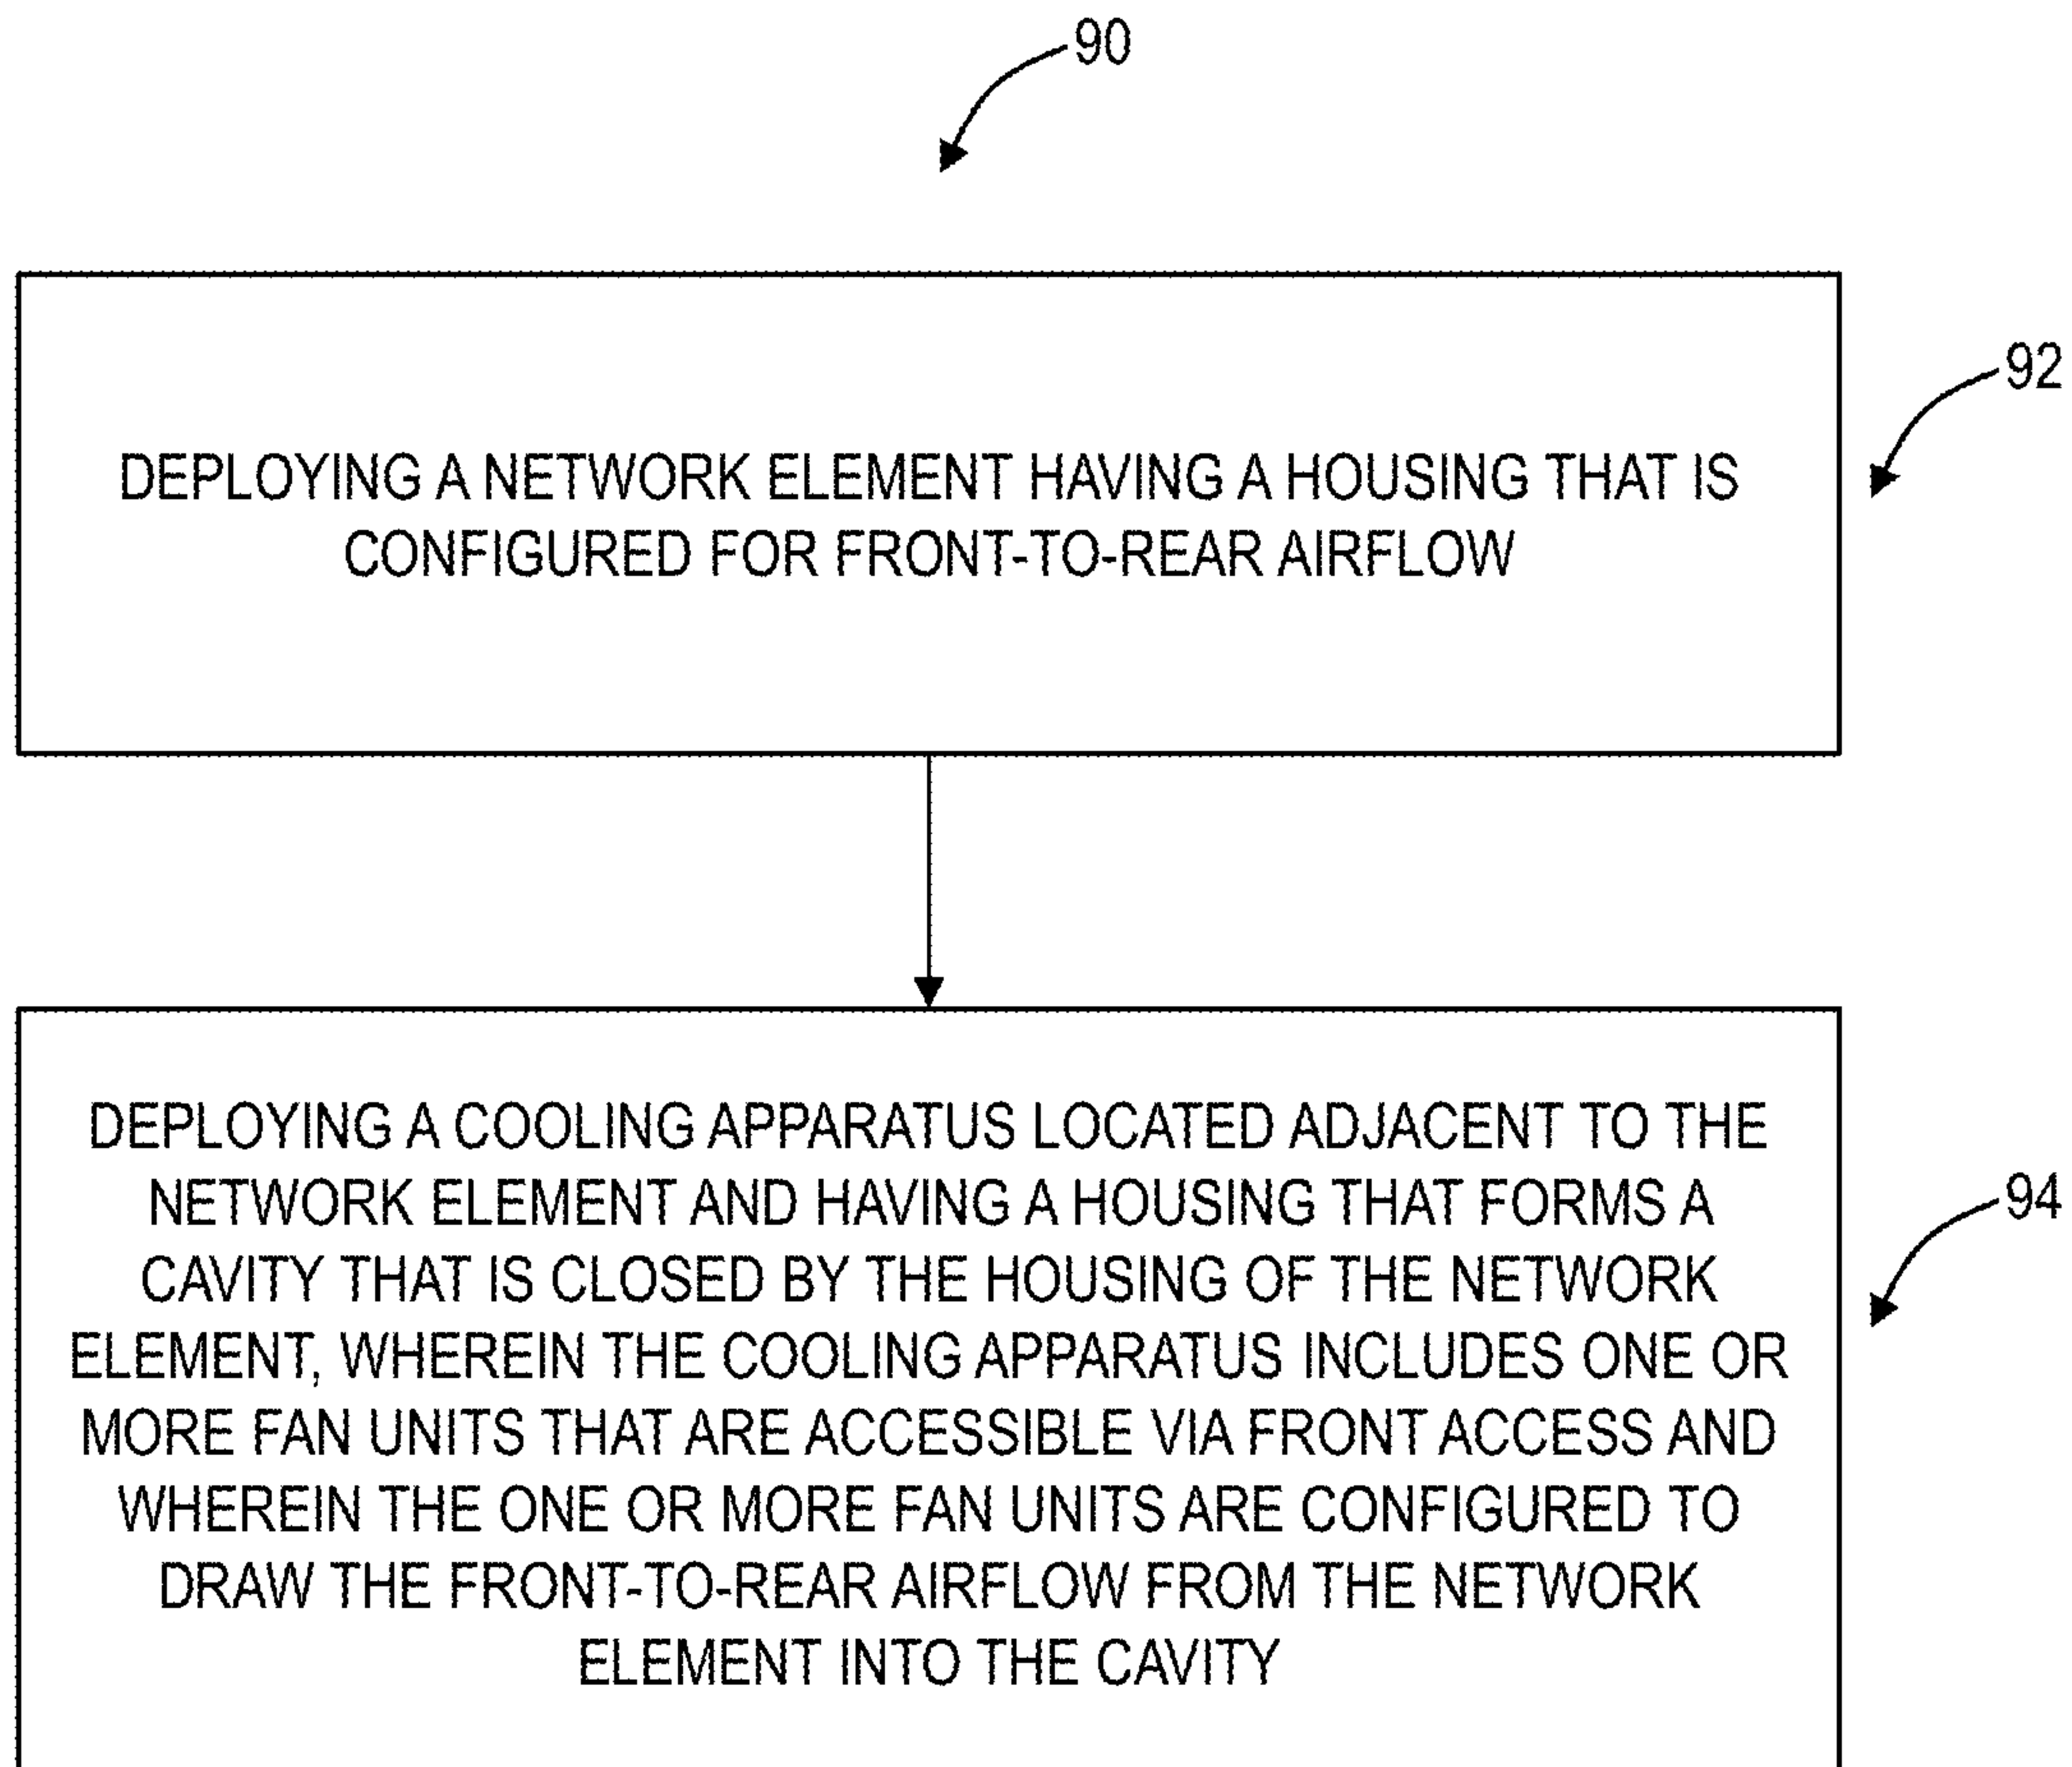 90
92
DEPLOYING A NETWORK ELEMENT HAVING A HOUSING THAT IS
CONFIGURED FOR FRONT-TO-REAR AIRFLOW
94
DEPLOYING A COOLING APPARATUS LOCATED ADJACENT TO THE
NETWORK ELEMENT AND HAVING A HOUSING THAT FORMS A
CAVITY THAT IS CLOSED BY THE HOUSING OF THE NETWORK
ELEMENT, WHEREIN THE COOLING APPARATUS INCLUDES ONE OR
MORE FAN UNITS THAT ARE ACCESSIBLE VIA FRONT ACCESS AND
WHEREIN THE ONE OR MORE FAN UNITS ARE CONFIGURED TO
DRAW THE FRONT-TO-REAR AIRFLOW FROM THE NETWORK
ELEMENT INTO THE CAVITY